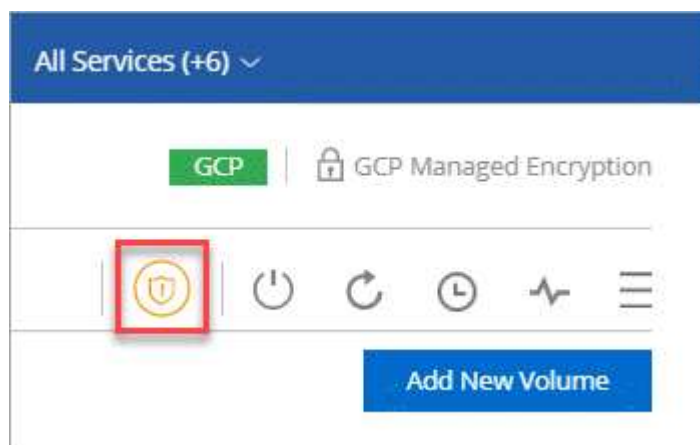 All Services (+6)
GCP
GCP Managed Encryption
Add New Volume